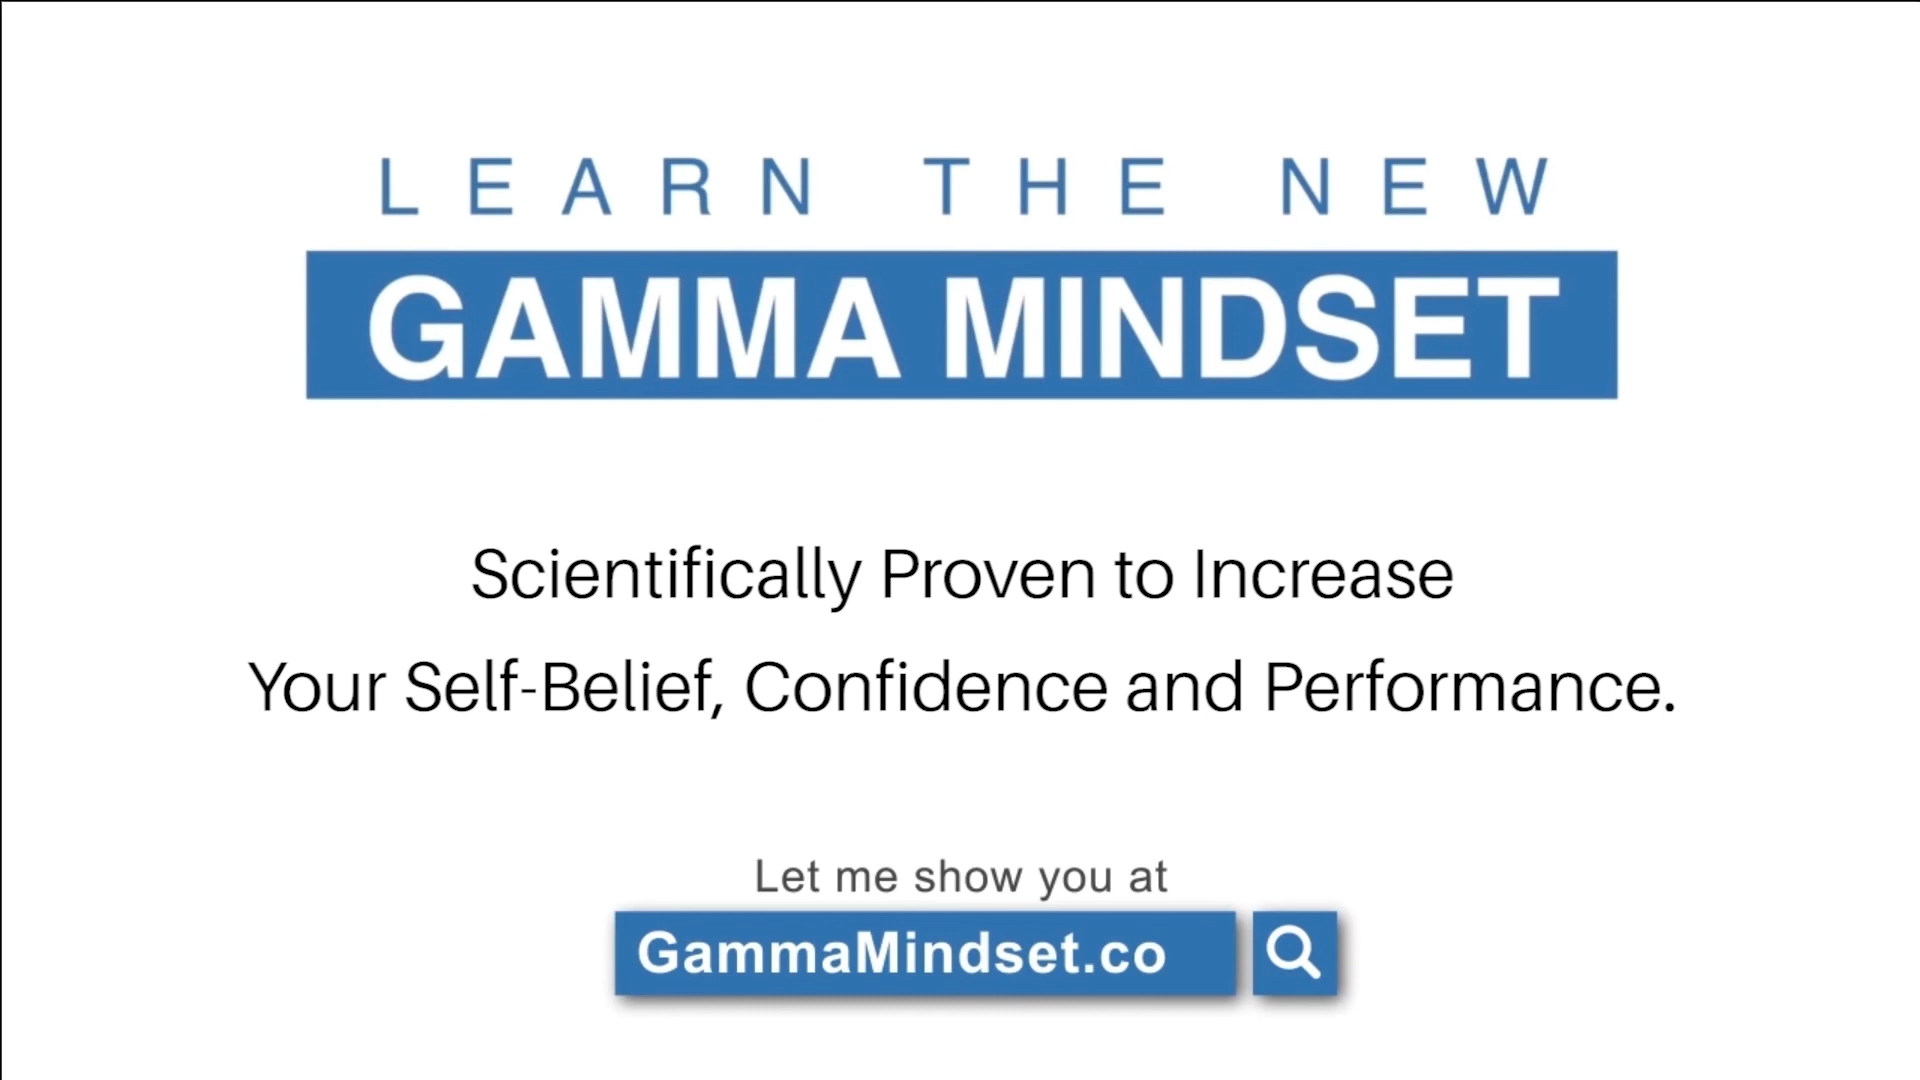 LEARN THE NEW
GAMMA MINDSET
Scientifically Proven to Increase
Your Self-Belief, Confidence and Performance.
Let me show you at
GammaMindset.co